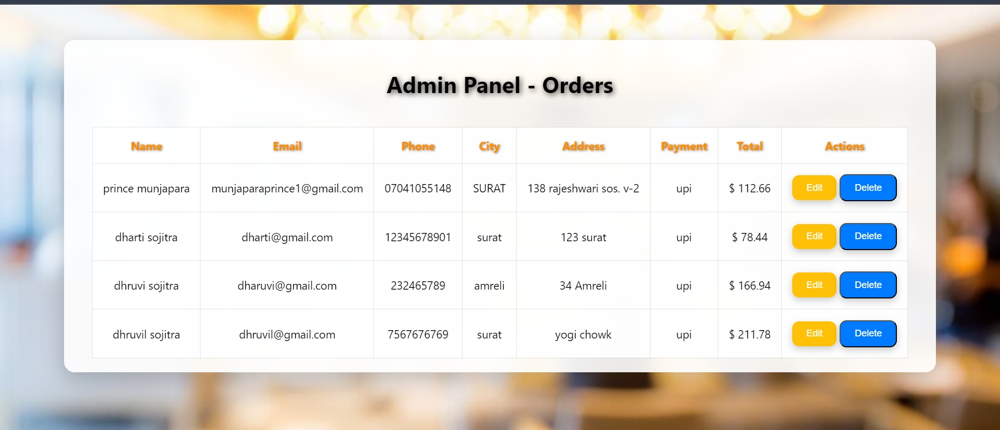 Admin Panel - Orders
Name Email Phone City Address Payment Total Actions
prince munjapara munjaparaprince1@gmail.com 07041055148 SURAT 138 rajeshwari sos. v-2 upi $ 112.66 Edit Delete
dharti sojitra dharti@gmail.com 12345678901 surat 123 surat upi $ 78.44 Edit Delete
dhruvi sojitra dharuvi@gmail.com 232465789 amreli 34 Amreli upi $ 166.94 Edit Delete
dhruvil sojitra dhruvil@gmail.com 7567676769 surat yogi chowk upi $ 211.78 Edit Delete